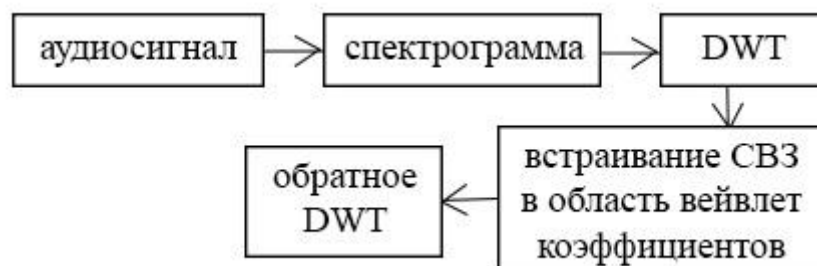 аудиосигнал
спектрограмма
DWT
встраивание СВЗ
в область вейвлет
коэффициентов
обратное
DWT